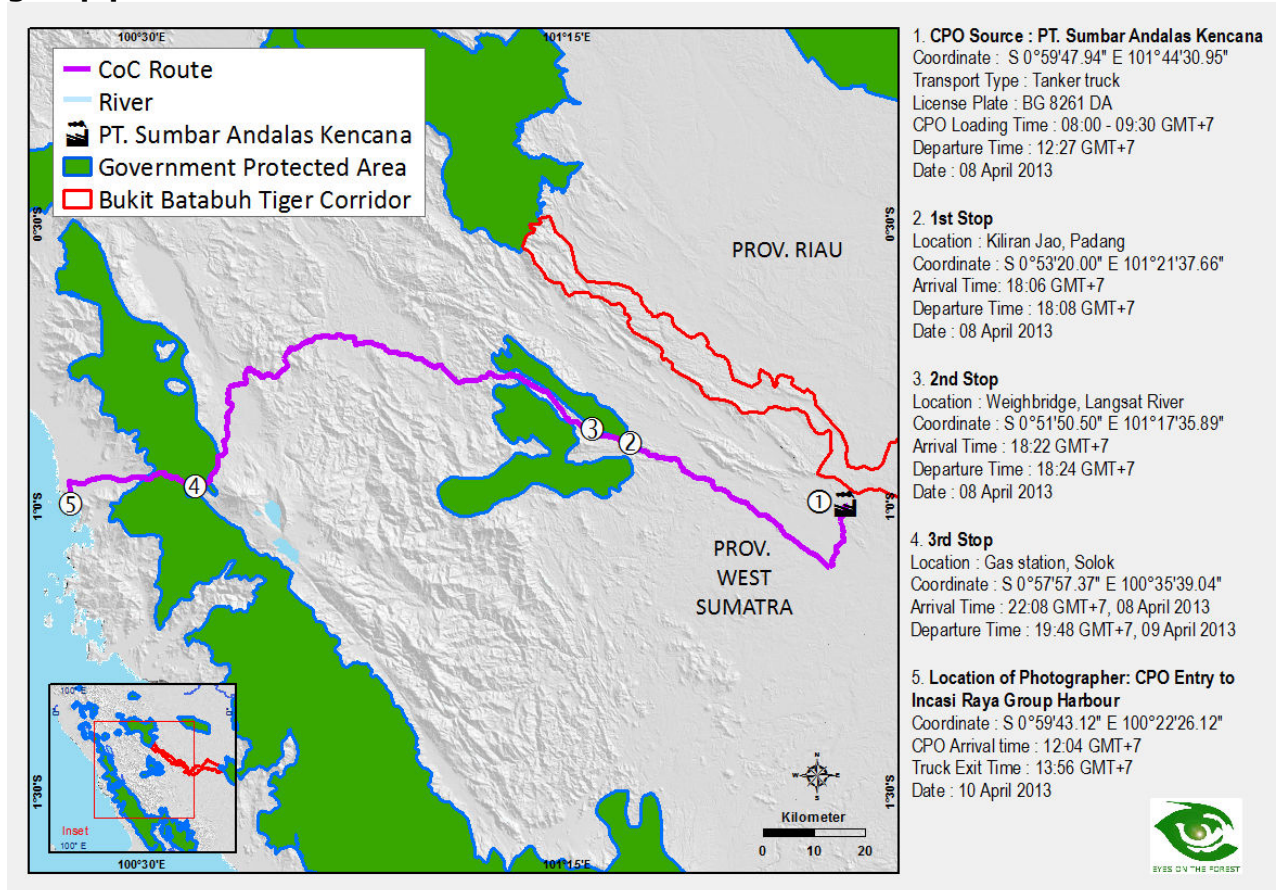 100°30'E
101°15'E
CoC Route
River
PT. Sumbar Andalas Kencana
Government Protected Area
Bukit Batabuh Tiger Corridor
0°30'S
0°30'S
PROV. RIAU
3
2
4
5
1
1°0'S
1°0'S
PROV.
WEST
SUMATRA
100° E
0°
0°
Inset
100° E
1°30'S
1°30'S
N
W
E
S
Kilometer
0 10 20
100°30'E
101°15'E
1. CPO Source : PT. Sumbar Andalas Kencana
Coordinate : S 0°59'47.94" E 101°44'30.95"
Transport Type : Tanker truck
License Plate : BG 8261 DA
CPO Loading Time : 08:00 - 09:30 GMT+7
Departure Time : 12:27 GMT+7
Date : 08 April 2013
2. 1st Stop
Location : Kiliran Jao, Padang
Coordinate : S 0°53'20.00" E 101°21'37.66"
Arrival Time: 18:06 GMT+7
Departure Time : 18:08 GMT+7
Date : 08 April 2013
3. 2nd Stop
Location : Weighbridge, Langsat River
Coordinate : S 0°51'50.50" E 101°17'35.89"
Arrival Time : 18:22 GMT+7
Departure Time : 18:24 GMT+7
Date : 08 April 2013
4. 3rd Stop
Location : Gas station, Solok
Coordinate : S 0°57'57.37" E 100°35'39.04"
Arrival Time : 22:08 GMT+7, 08 April 2013
Departure Time : 19:48 GMT+7, 09 April 2013
5. Location of Photographer: CPO Entry to
Incasi Raya Group Harbour
Coordinate : S 0°59'43.12" E 100°22'26.12"
CPO Arrival time : 12:04 GMT+7
Truck Exit Time : 13:56 GMT+7
Date : 10 April 2013
EYES ON THE FOREST